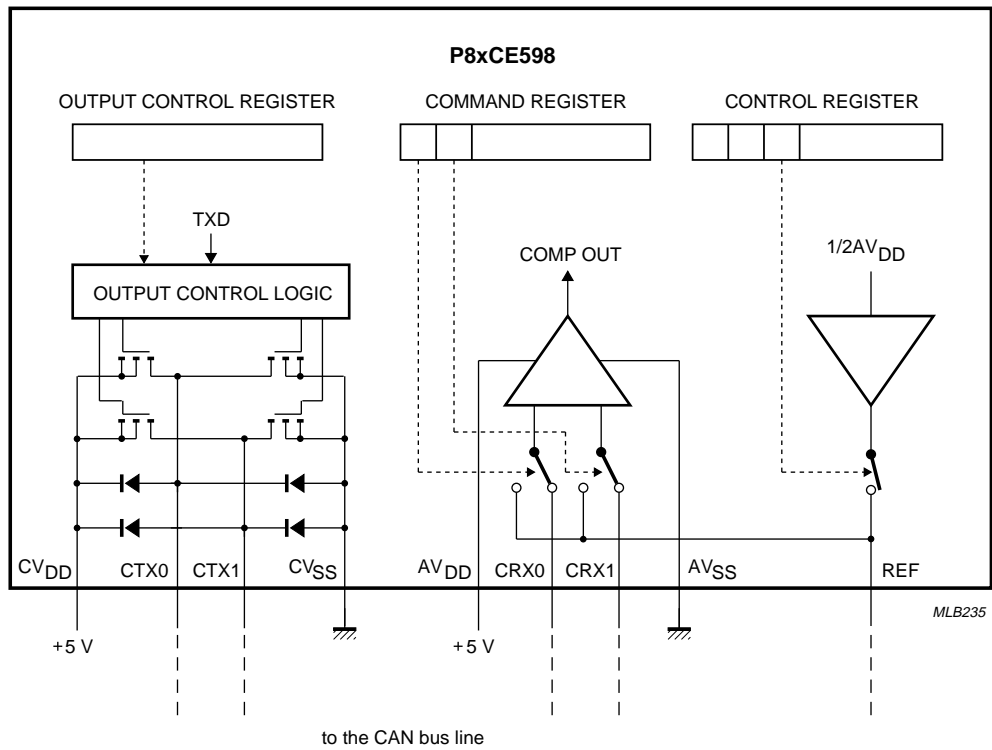 P8xCE598
OUTPUT CONTROL REGISTER
COMMAND REGISTER
CONTROL REGISTER
TXD
COMP OUT
1/2AVDD
OUTPUT CONTROL LOGIC
CVDD
CTX0
CTX1
CVSS
AVDD
CRX0
CRX1
AVSS
REF
MLB235
+5 V
+5 V
to the CAN bus line